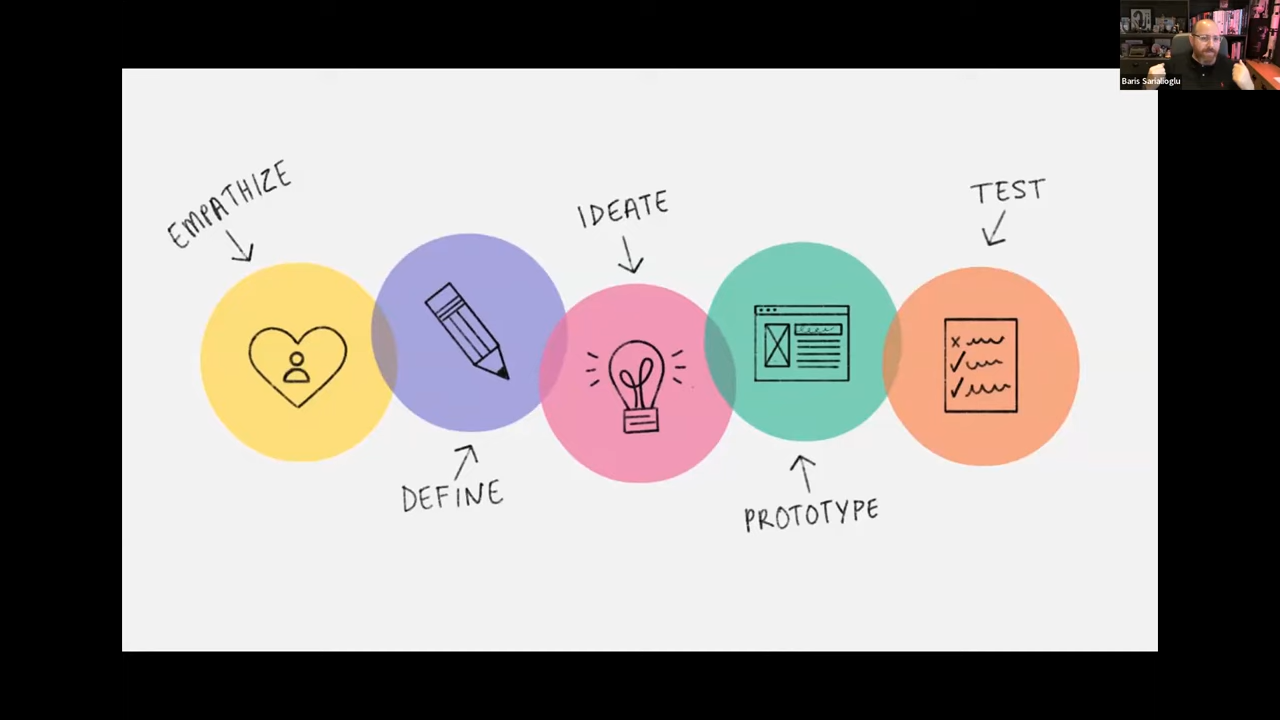 Baris Sarialioglu
EMPATHIZE
DEFINE
IDEATE
PROTOTYPE
TEST